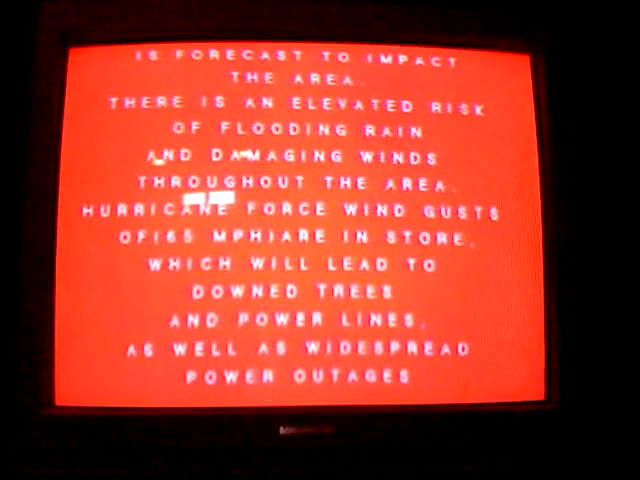 IS FORECAST TO IMPACT
THE AREA.
THERE IS AN ELEVATED RISK
OF FLOODING RAIN
AND DAMAGING WINDS
THROUGHOUT THE AREA.
HURRICANE FORCE WIND GUSTS
OF(65 MPH)ARE IN STORE,
WHICH WILL LEAD TO
DOWNED TREES
AND POWER LINES,
AS WELL AS WIDESPREAD
POWER OUTAGES